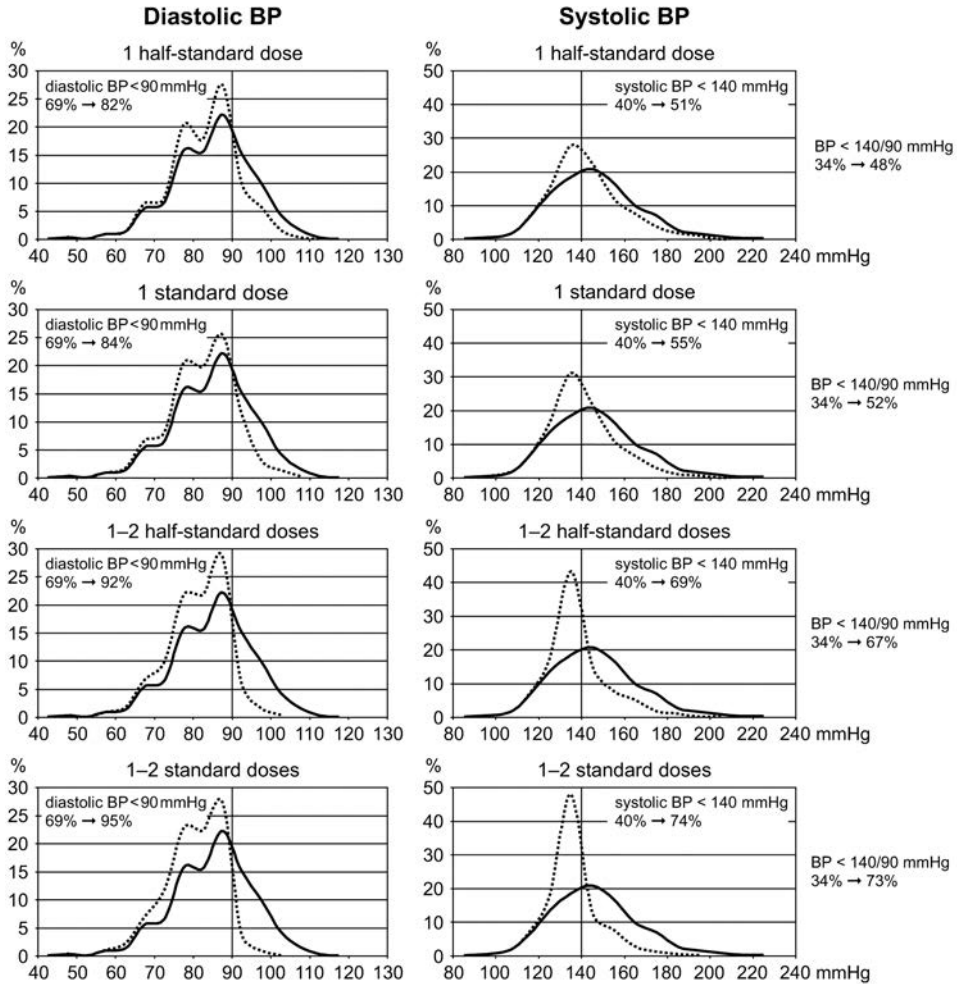 Diastolic BP
Systolic BP
%
1 half-standard dose
30
25
20
15
10
5
0
diastolic BP<90mmHg
69% → 82%
40 50 60 70 80 90 100 110 120 130
1 half-standard dose
50
40
30
20
10
0
systolic BP < 140 mmHg
40% → 51%
80 100 120 140 160 180 200 220 240 mmHg
BP < 140/90 mmHg
34% → 48%
%
1 standard dose
30
25
20
15
10
5
0
diastolic BP<90mmHg
69% → 84%
40 50 60 70 80 90 100 110 120 130
%
1 standard dose
50
40
30
20
10
0
systolic BP < 140 mmHg
40% → 55%
80 100 120 140 160 180 200 220 240 mmHg
BP < 140/90 mmHg
34% → 52%
%
1–2 half-standard doses
30
25
20
15
10
5
0
diastolic BP<90mmHg
69% → 92%
40 50 60 70 80 90 100 110 120 130
%
1–2 half-standard doses
50
40
30
20
10
0
systolic BP < 140 mmHg
40% → 69%
80 100 120 140 160 180 200 220 240 mmHg
BP < 140/90 mmHg
34% → 67%
%
1–2 standard doses
30
25
20
15
10
5
0
diastolic BP<90mmHg
69% → 95%
40 50 60 70 80 90 100 110 120 130
%
1–2 standard doses
50
40
30
20
10
0
systolic BP < 140 mmHg
40% → 74%
80 100 120 140 160 180 200 220 240 mmHg
BP < 140/90 mmHg
34% → 73%